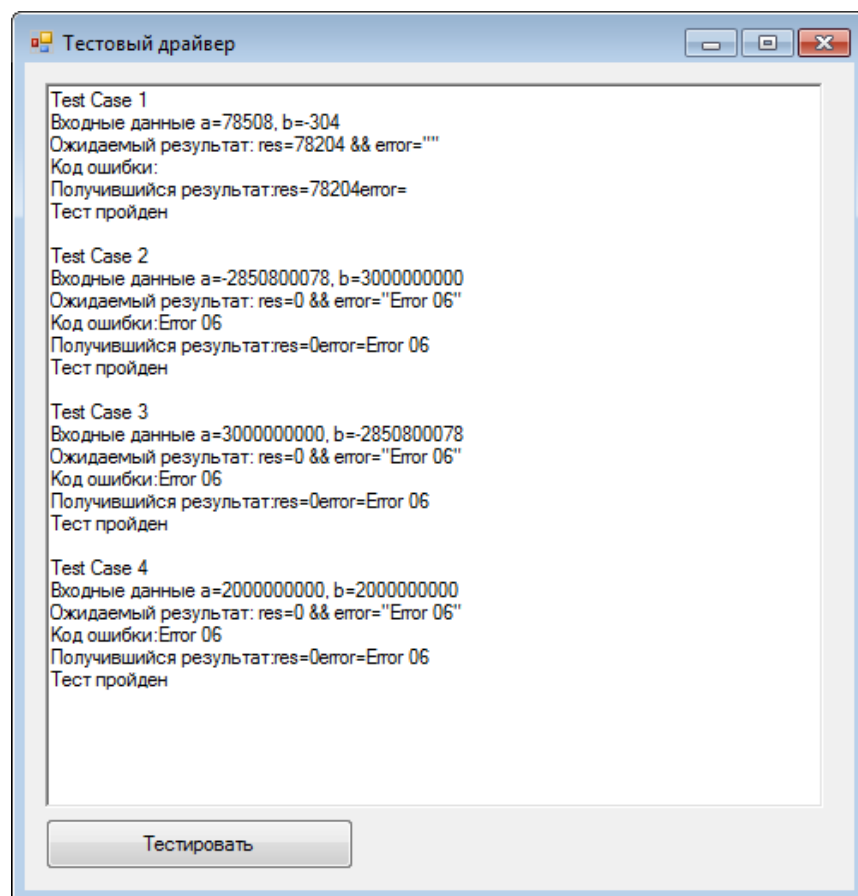 Тестовый драйвер
Test Case 1
Входные данные a=78508, b=-304
Ожидаемый результат: res=78204 && error=""
Код ошибки:
Получившийся результат:res=78204error=
Тест пройден
Test Case 2
Входные данные a=-2850800078, b=3000000000
Ожидаемый результат: res=0 && error="Error 06"
Код ошибки:Error 06
Получившийся результат:res=0error=Error 06
Тест пройден
Test Case 3
Входные данные a=3000000000, b=-2850800078
Ожидаемый результат: res=0 && error="Error 06"
Код ошибки:Error 06
Получившийся результат:res=0error=Error 06
Тест пройден
Test Case 4
Входные данные a=2000000000, b=2000000000
Ожидаемый результат: res=0 && error="Error 06"
Код ошибки:Error 06
Получившийся результат:res=0error=Error 06
Тест пройден
Тестировать